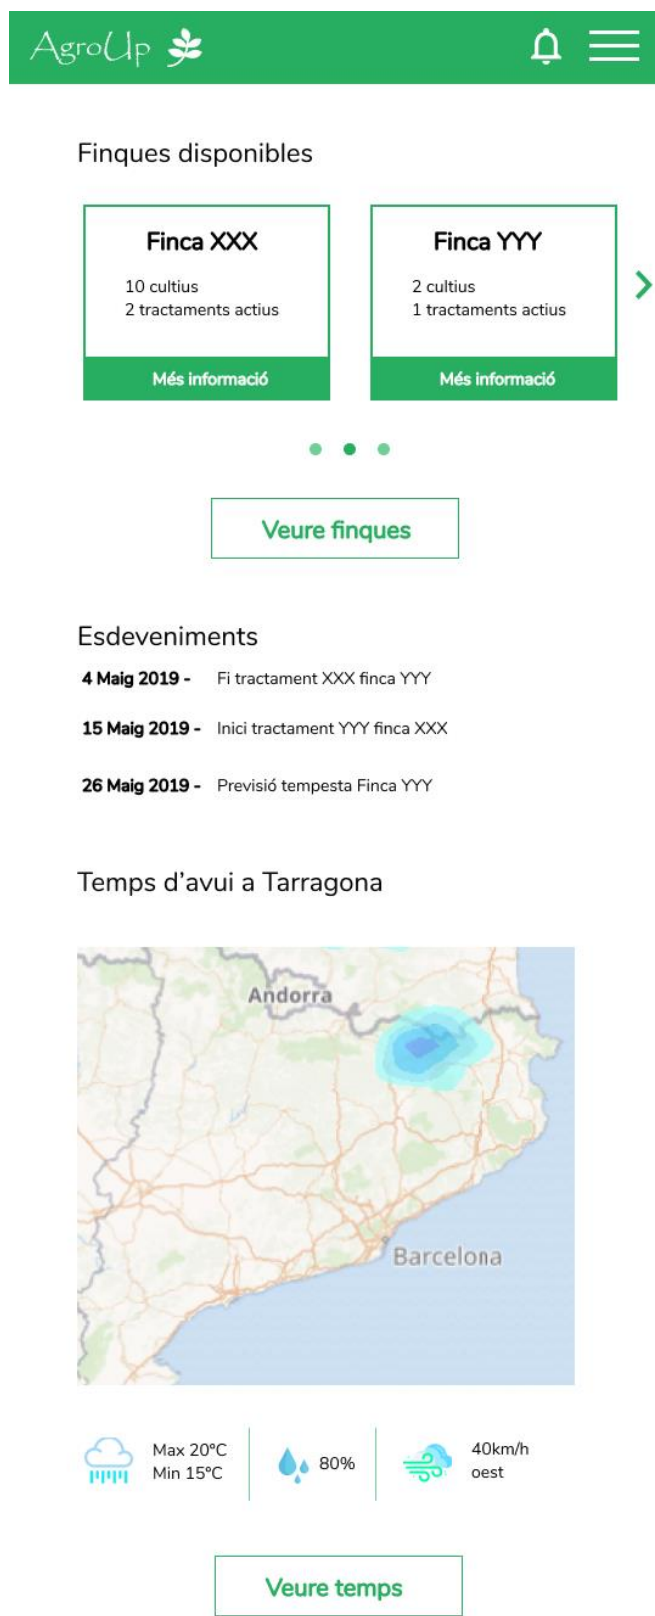 AgroUp
Finques disponibles
Finca XXX
10 cultius
2 tractaments actius
Més informació
Finca YYY
2 cultius
1 tractaments actius
Més informació
Veure finques
Esdeveniments
4 Maig 2019 - Fi tractament XXX finca YYY
15 Maig 2019 - Inici tractament YYY finca XXX
26 Maig 2019 - Previsió tempesta Finca YYY
Temps d'avui a Tarragona
Andorra
Barcelona
Max 20ºC
Min 15ºC
80%
40km/h
oest
Veure temps